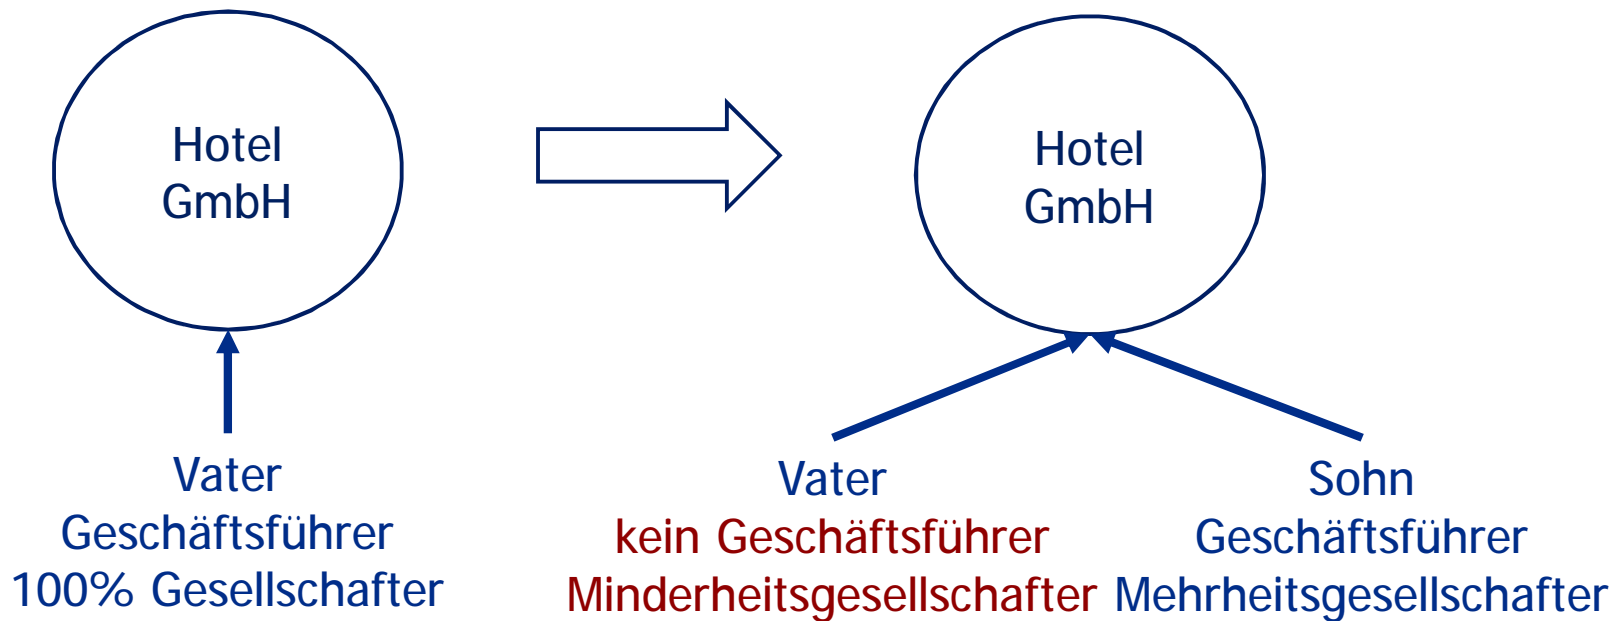 Hotel
GmbH
Hotel
GmbH
Vater
Geschäftsführer
100% Gesellschafter
Vater
kein Geschäftsführer
Minderheitsgesellschafter
Sohn
Geschäftsführer
Mehrheitsgesellschafter